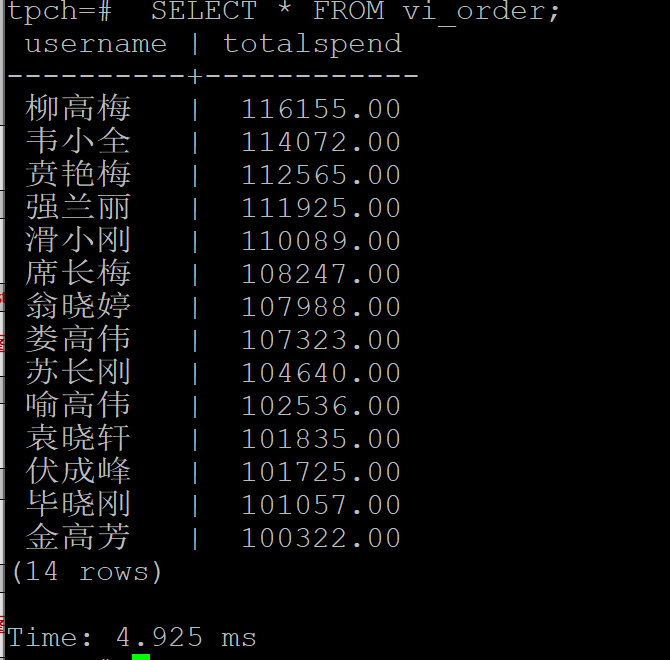 tpch=#  SELECT * FROM vi_order;
 username | totalspend
----------+------------
 柳高梅   |  116155.00
 韦小全   |  114072.00
 贲艳梅   |  112565.00
 强兰丽   |  111925.00
 滑小刚   |  110089.00
 席长梅   |  108247.00
 翁晓婷   |  107988.00
 娄高伟   |  107323.00
 苏长刚   |  104640.00
 喻高伟   |  102536.00
 袁晓轩   |  101835.00
 伏成峰   |  101725.00
 毕晓刚   |  101057.00
 金高芳   |  100322.00
(14 rows)
Time: 4.925 ms